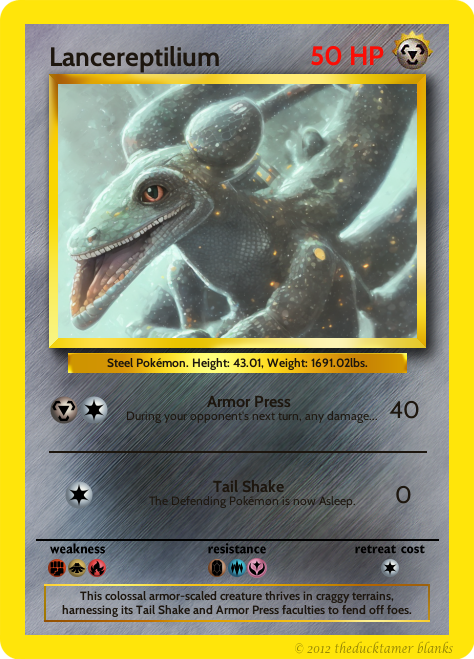 Lancereptilium 50 HP
Steel Pokémon. Height: 43.01, Weight: 1691.02lbs.
Armor Press
During your opponent's next turn, any damage... 40
Tail Shake
The Defending Pokémon is now Asleep. 0
weakness resistance retreat cost
This colossal armor-scaled creature thrives in craggy terrains,
harnessing its Tail Shake and Armor Press faculties to fend off foes.
© 2012 theducktamer blanks